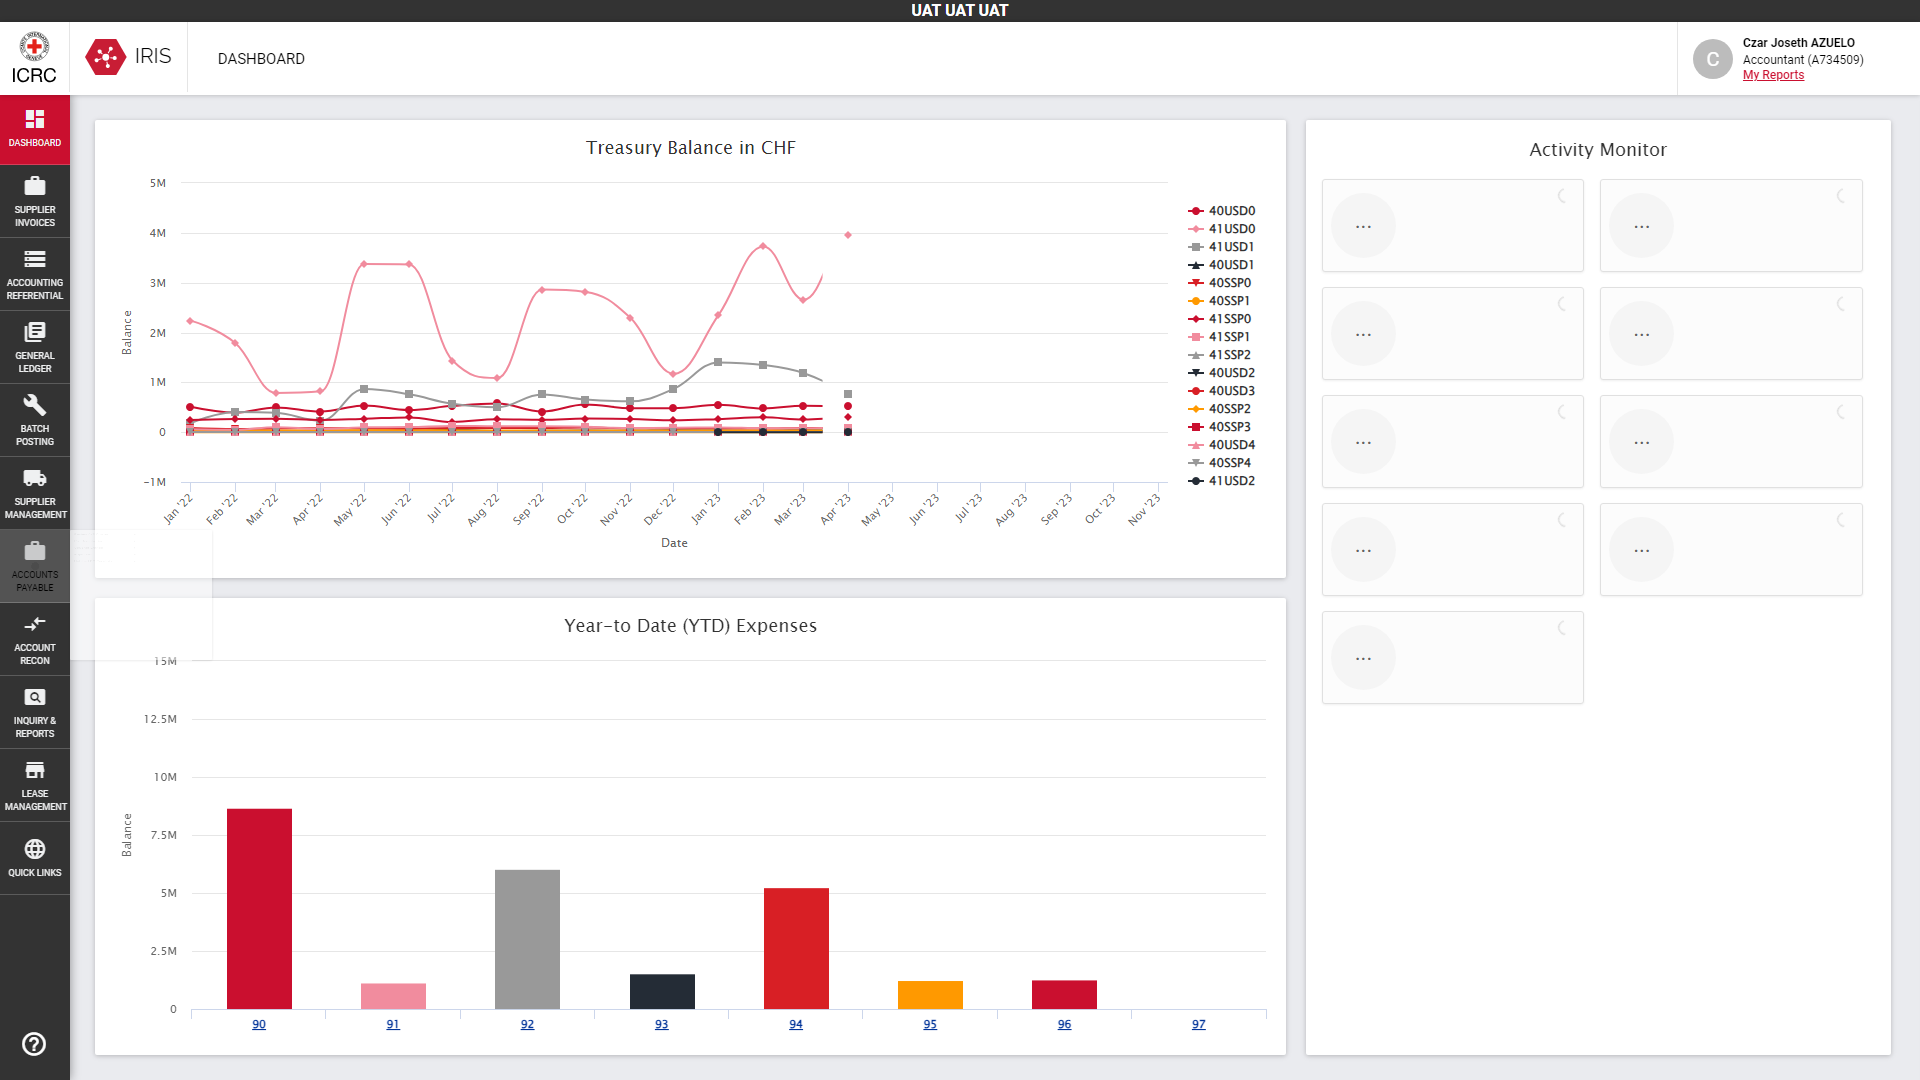 UAT UAT UAT
ICRC
IRIS
DASHBOARD
C
Czar Joseth AZUELO
Accountant (A734509)
My Reports
DASHBOARD
SUPPLIER
INVOICES
ACCOUNTING
REFERENTIAL
GENERAL
LEDGER
BATCH
POSTING
SUPPLIER
MANAGEMENT
ACCOUNTS
PAYABLE
ACCOUNT
RECON
INQUIRY &
REPORTS
LEASE
MANAGEMENT
QUICK LINKS
Treasury Balance in CHF
Balance
5M
4M
3M
2M
1M
0
-1M
Jan '22
Feb '22
Mar '22
Apr '22
May '22
Jun '22
Jul '22
Aug '22
Sep '22
Oct '22
Nov '22
Dec '22
Jan '23
Feb '23
Mar '23
Apr '23
May '23
Jun '23
Jul '23
Aug '23
Sep '23
Oct '23
Nov '23
Date
40USD0
41USD0
41USD1
40USD1
40SSP0
40SSP1
41SSP0
41SSP1
41SSP2
40USD2
40USD3
40SSP2
40SSP3
40USD4
40SSP4
41USD2
Year-to Date (YTD) Expenses
Balance
15M
12.5M
10M
7.5M
5M
2.5M
0
90
91
92
93
94
95
96
97
Activity Monitor
...
...
...
...
...
...
...
...
...